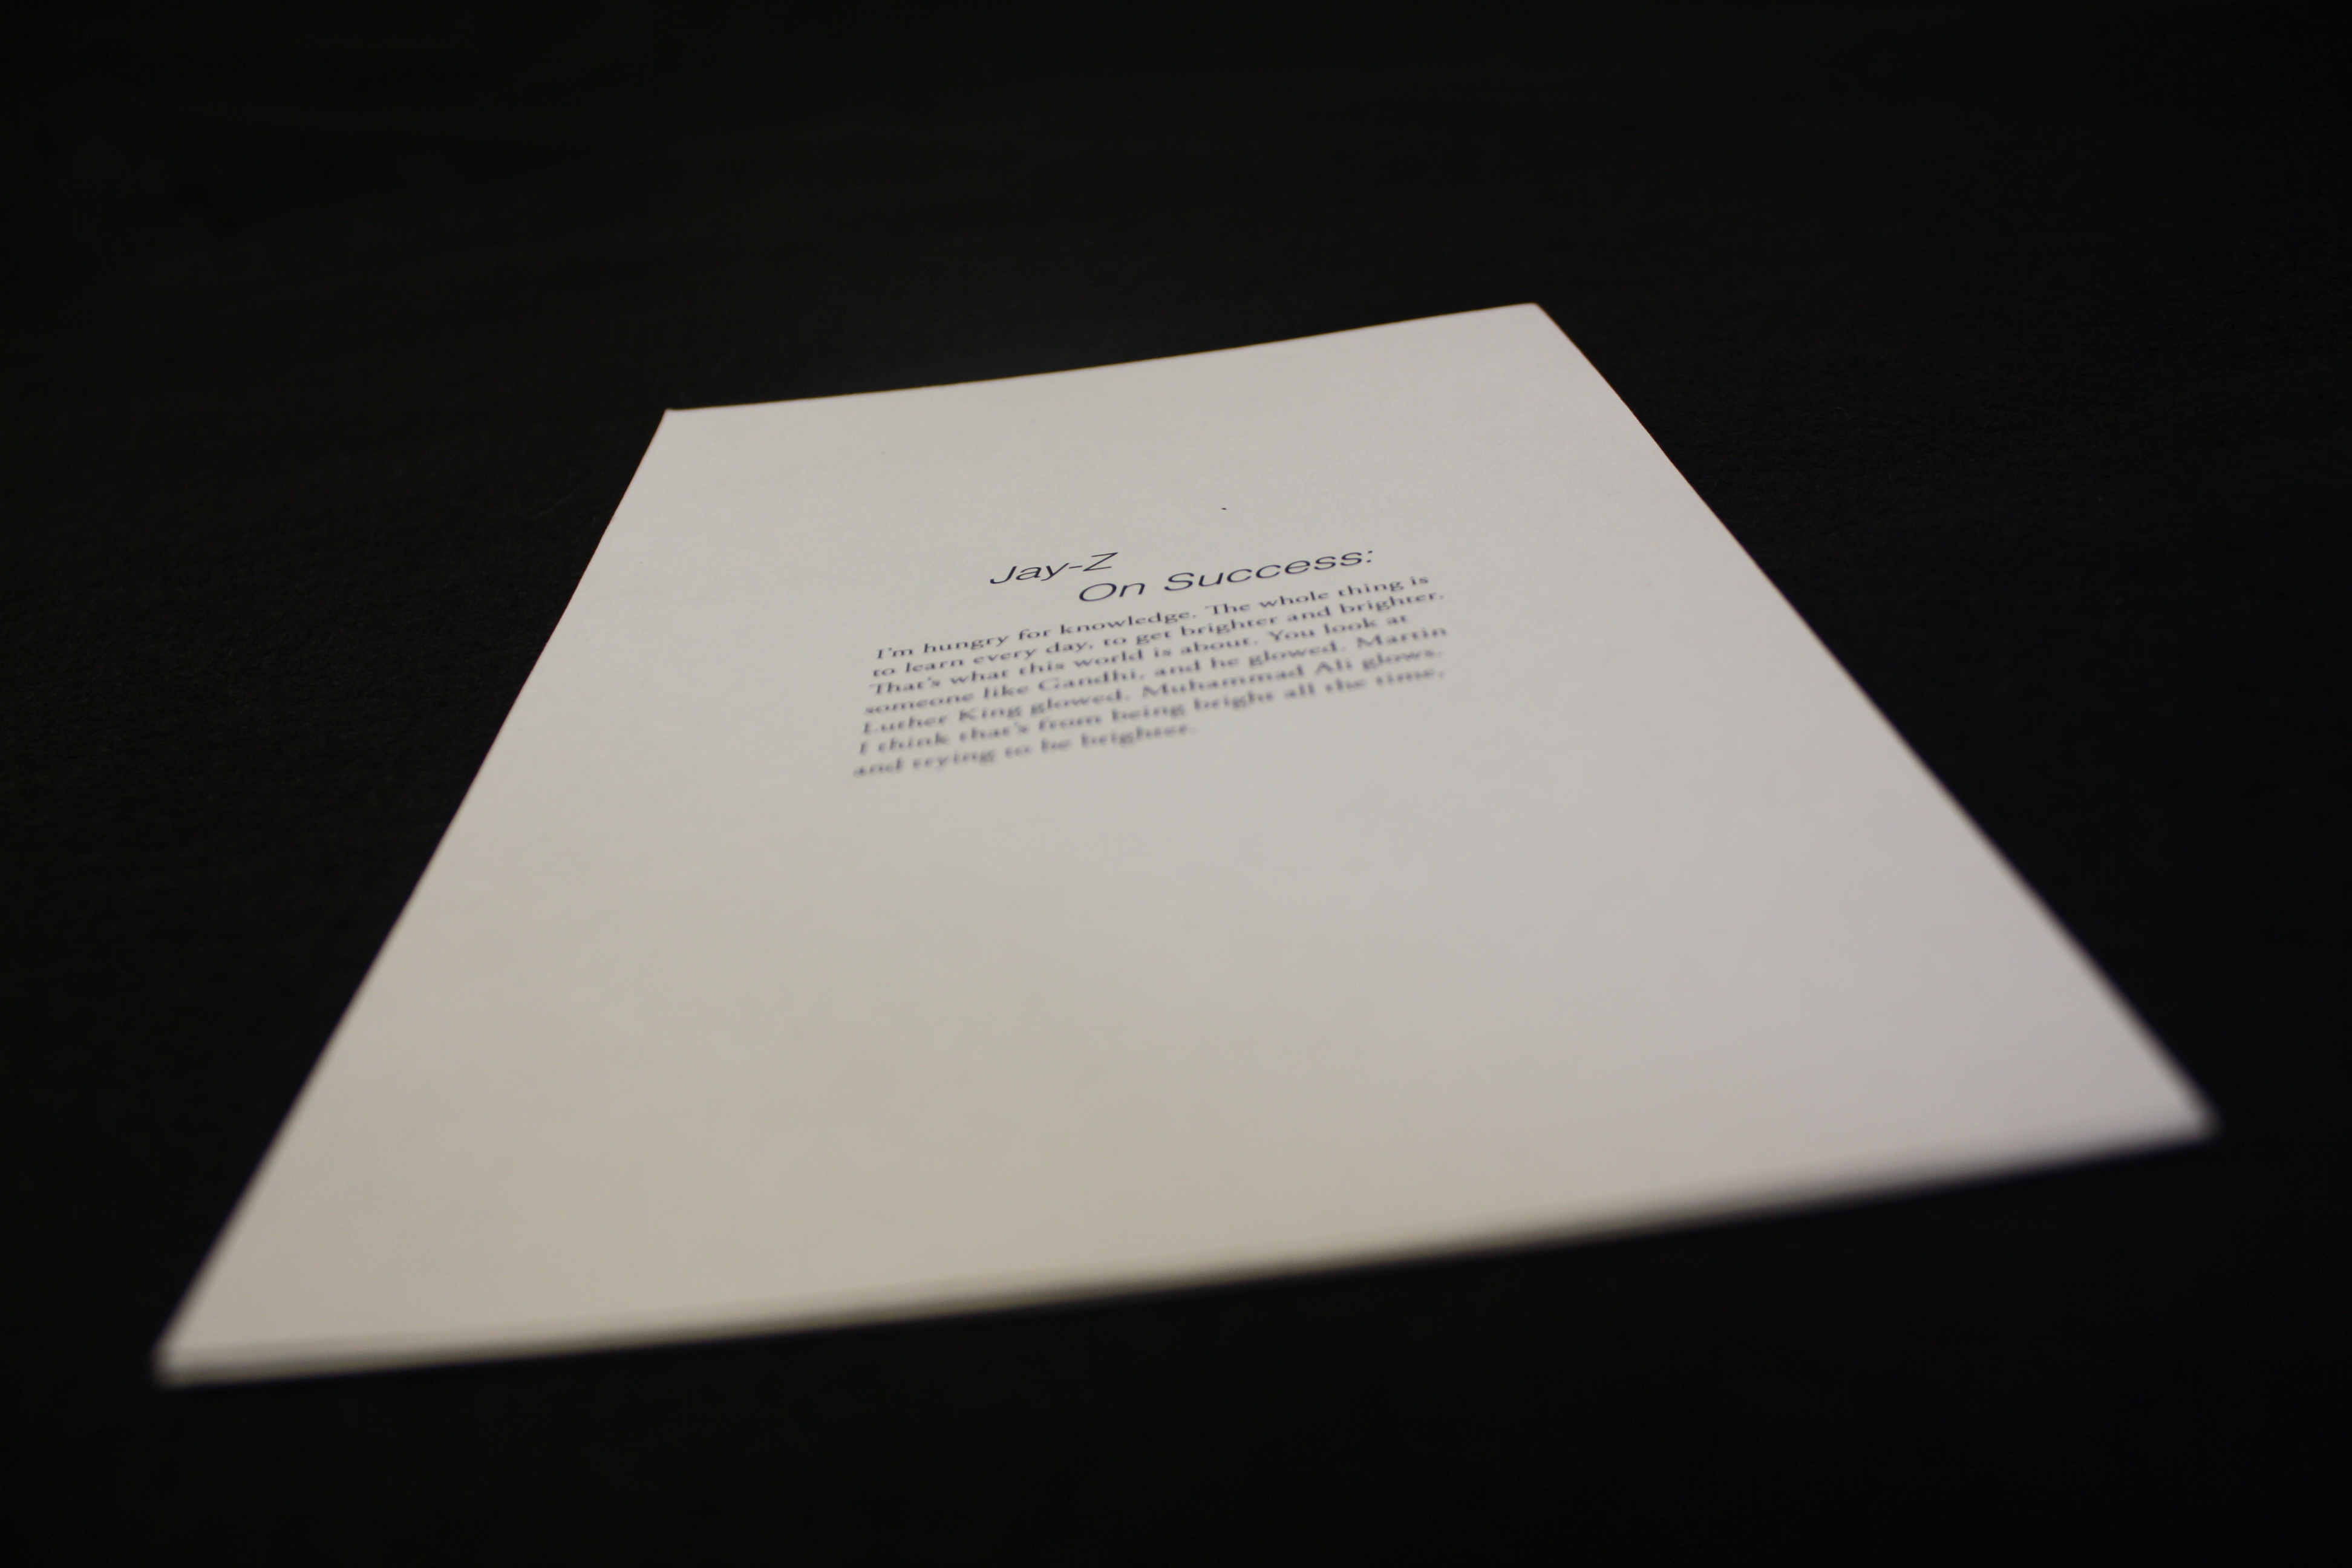 Jay-Z
On Success:
I'm hungry for knowledge. The whole thing is
to learn every day, to get brighter and brighter.
That's what this world is about. You look at
someone like Gandhi, and he glowed. Martin
Luther King glowed. Muhammad Ali glows.
I think that's from being bright all the time.
and trying to be brighter.